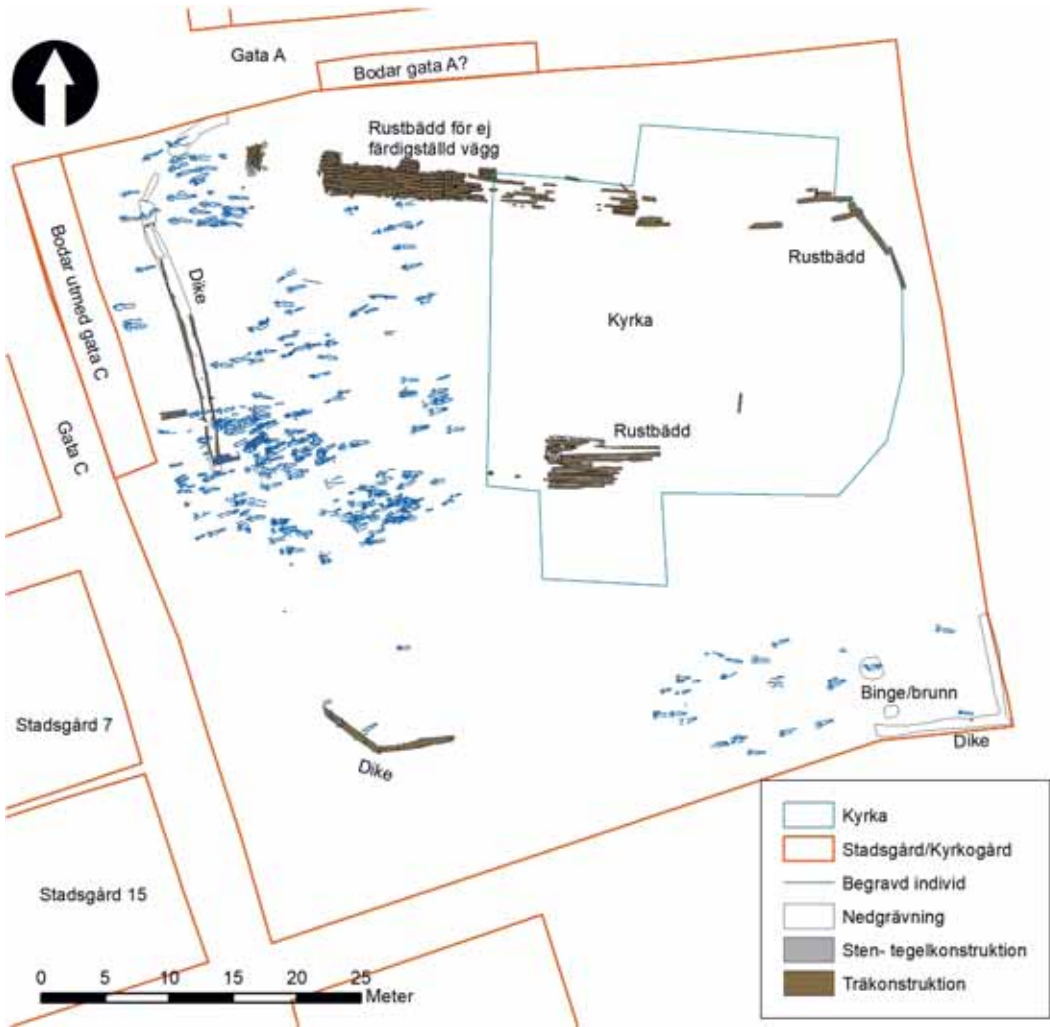 Gata A
Bodar gata A?
Rustbädd för ej
färdigställd vägg
Bodar utmed gata C
Dike
Rustbädd
Kyrka
Gata C
Rustbädd
Stadsgård 7
Binge/brunn
Dike
Dike
Stadsgård 15
Kyrka
Stadsgård/Kyrkogård
Begravd individ
Nedgrävning
Sten- tegelkonstruktion
Träkonstruktion
0 5 10 15 20 25
Meter